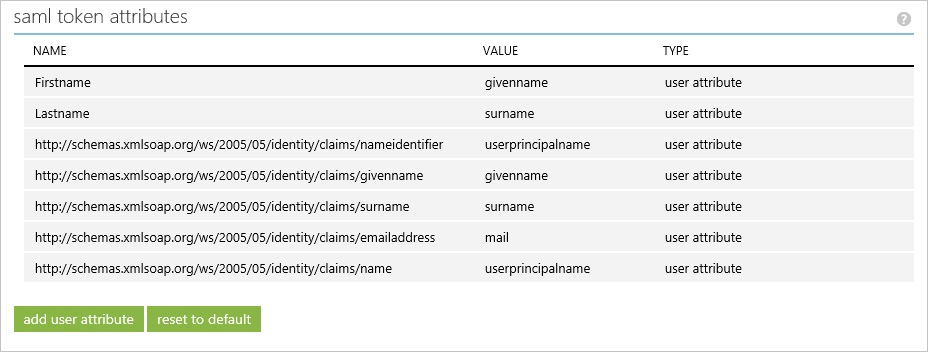 saml token attributes ?
NAME VALUE TYPE
Firstname givenname user attribute
Lastname surname user attribute
http://schemas.xmlsoap.org/ws/2005/05/identity/claims/nameidentifier userprincipalname user attribute
http://schemas.xmlsoap.org/ws/2005/05/identity/claims/givenname givenname user attribute
http://schemas.xmlsoap.org/ws/2005/05/identity/claims/surname surname user attribute
http://schemas.xmlsoap.org/ws/2005/05/identity/claims/emailaddress mail user attribute
http://schemas.xmlsoap.org/ws/2005/05/identity/claims/name userprincipalname user attribute
add user attribute reset to default